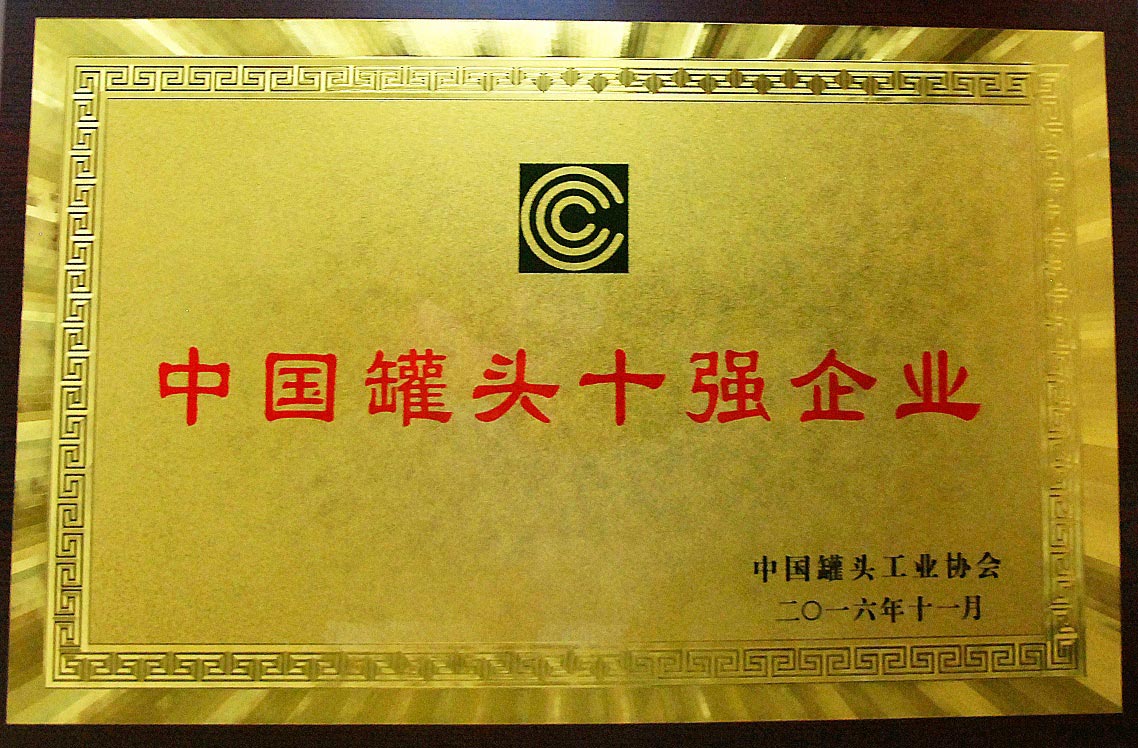 中国罐头十强企业
中国罐头工业协会
二〇一六年十一月